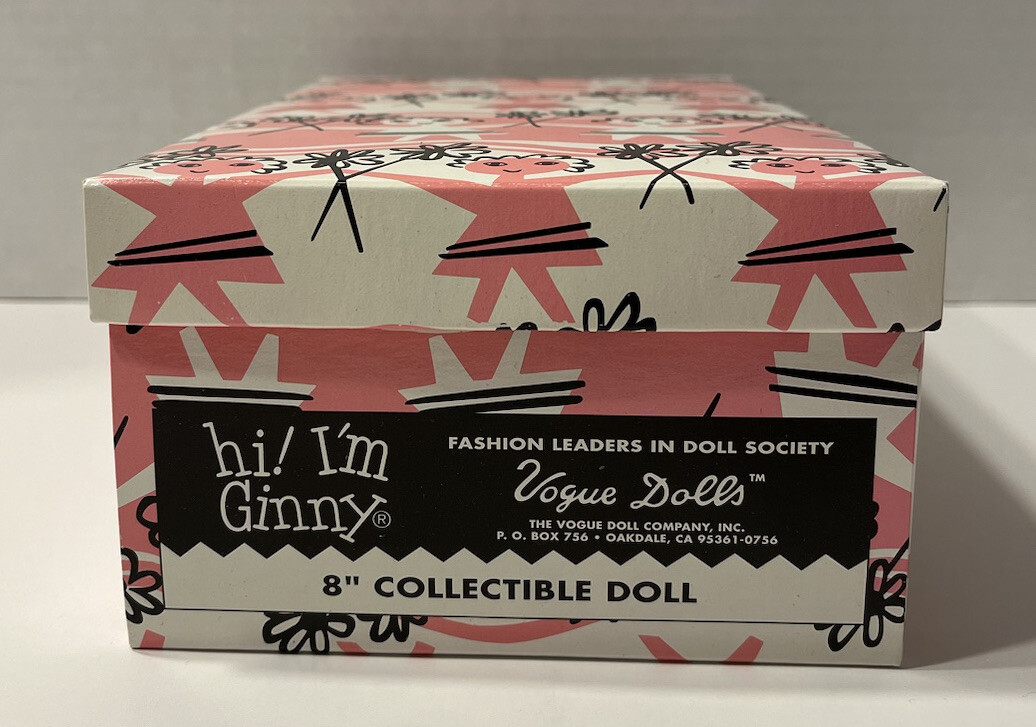 hi! I'm
Ginny®
FASHION LEADERS IN DOLL SOCIETY
Vogue Dolls™
THE VOGUE DOLL COMPANY, INC.
P. O. BOX 756 • OAKDALE, CA 95361-0756
8" COLLECTIBLE DOLL